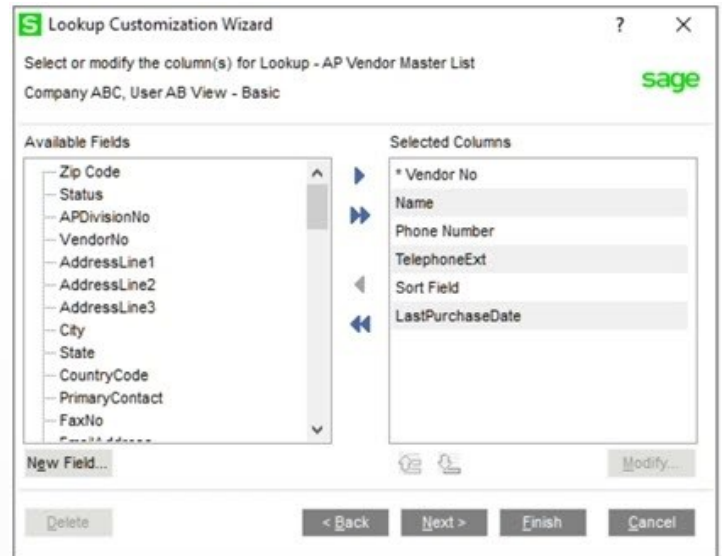 S Lookup Customization Wizard ? ×
Select or modify the column(s) for Lookup - AP Vendor Master List
Company ABC, User AB View - Basic
sage
Available Fields
Zip Code
Status
APDivisionNo
VendorNo
AddressLine1
AddressLine2
AddressLine3
City
State
CountryCode
PrimaryContact
FaxNo
EmailAddress
Selected Columns
* Vendor No
Name
Phone Number
TelephoneExt
Sort Field
LastPurchaseDate
New Field...
Modify...
Delete
< Back
Next >
Finish
Cancel